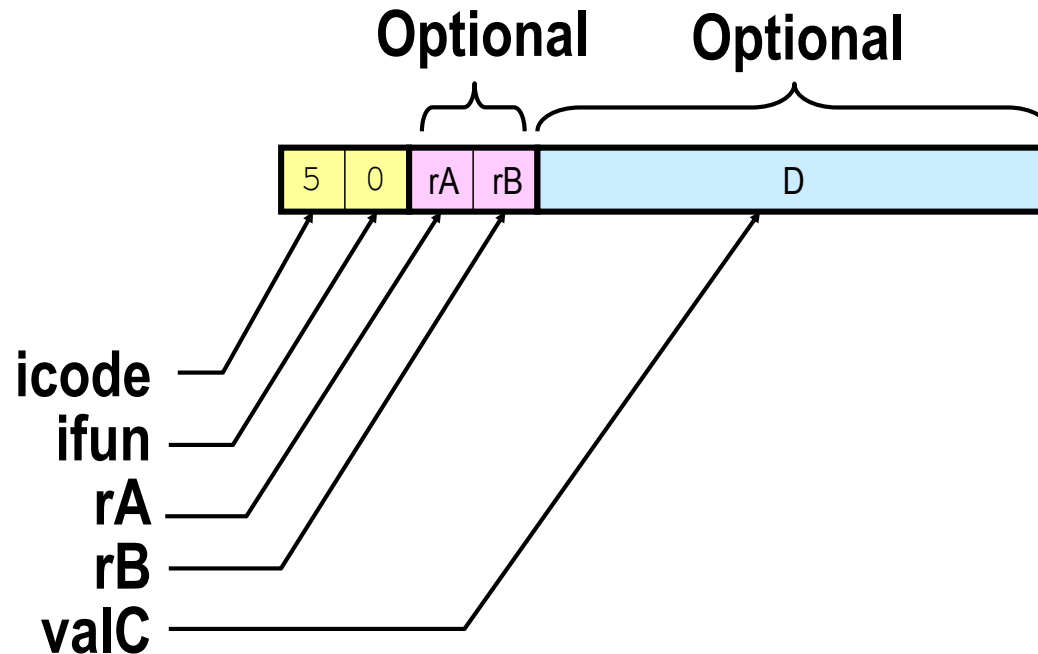 Optional Optional
5 0 rA rB D
icode
ifun
rA
rB
valC